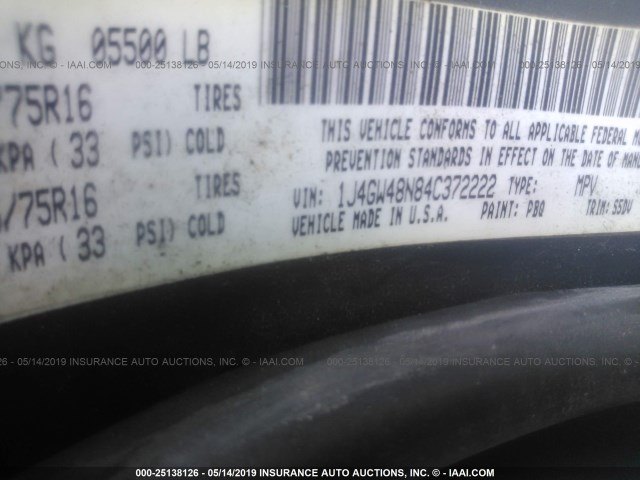 KG 05500 LB
/75R16 TIRES
KPA ( 33 PSI) COLD
/75R16 TIRES
KPA ( 33 PSI) COLD
THIS VEHICLE CONFORMS TO ALL APPLICABLE FEDERAL
PREVENTION STANDARDS IN EFFECT ON THE DATE OF
VIN: 1J4GW48N84C372222 TYPE: MPV
VEHICLE MADE IN U.S.A. PAINT: PBQ TRIM: S5DV
000-25138126 - 05/14/2019 INSURANCE AUTO AUCTIONS, INC. © - IAAI.COM